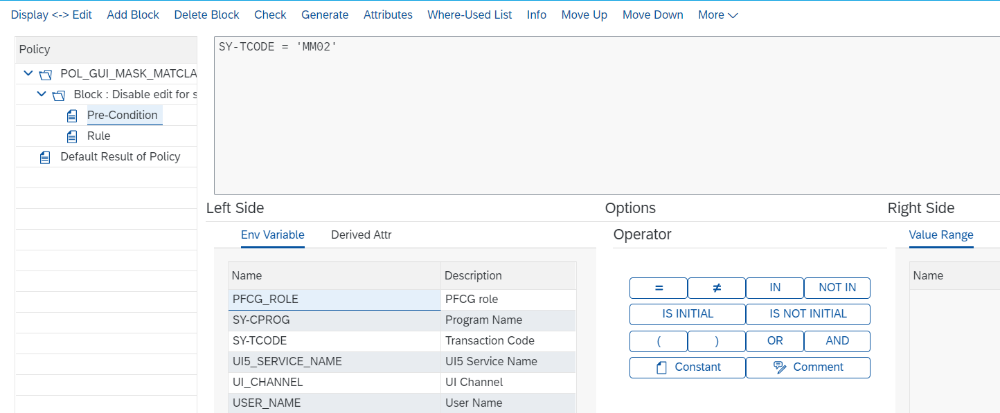 Display <-> Edit Add Block Delete Block Check Generate Attributes Where-Used List Info Move Up Move Down More
Policy
POL_GUI_MASK_MATCLA
Block : Disable edit for s
Pre-Condition
Rule
Default Result of Policy
SY-TCODE = 'MM02'
Left Side
Env Variable Derived Attr
Name Description
PFCG_ROLE PFCG role
SY-CPROG Program Name
SY-TCODE Transaction Code
UI5_SERVICE_NAME UI5 Service Name
UI_CHANNEL UI Channel
USER_NAME User Name
Options
Operator
= ≠ IN NOT IN
IS INITIAL IS NOT INITIAL
( ) OR AND
Constant Comment
Right Side
Value Range
Name